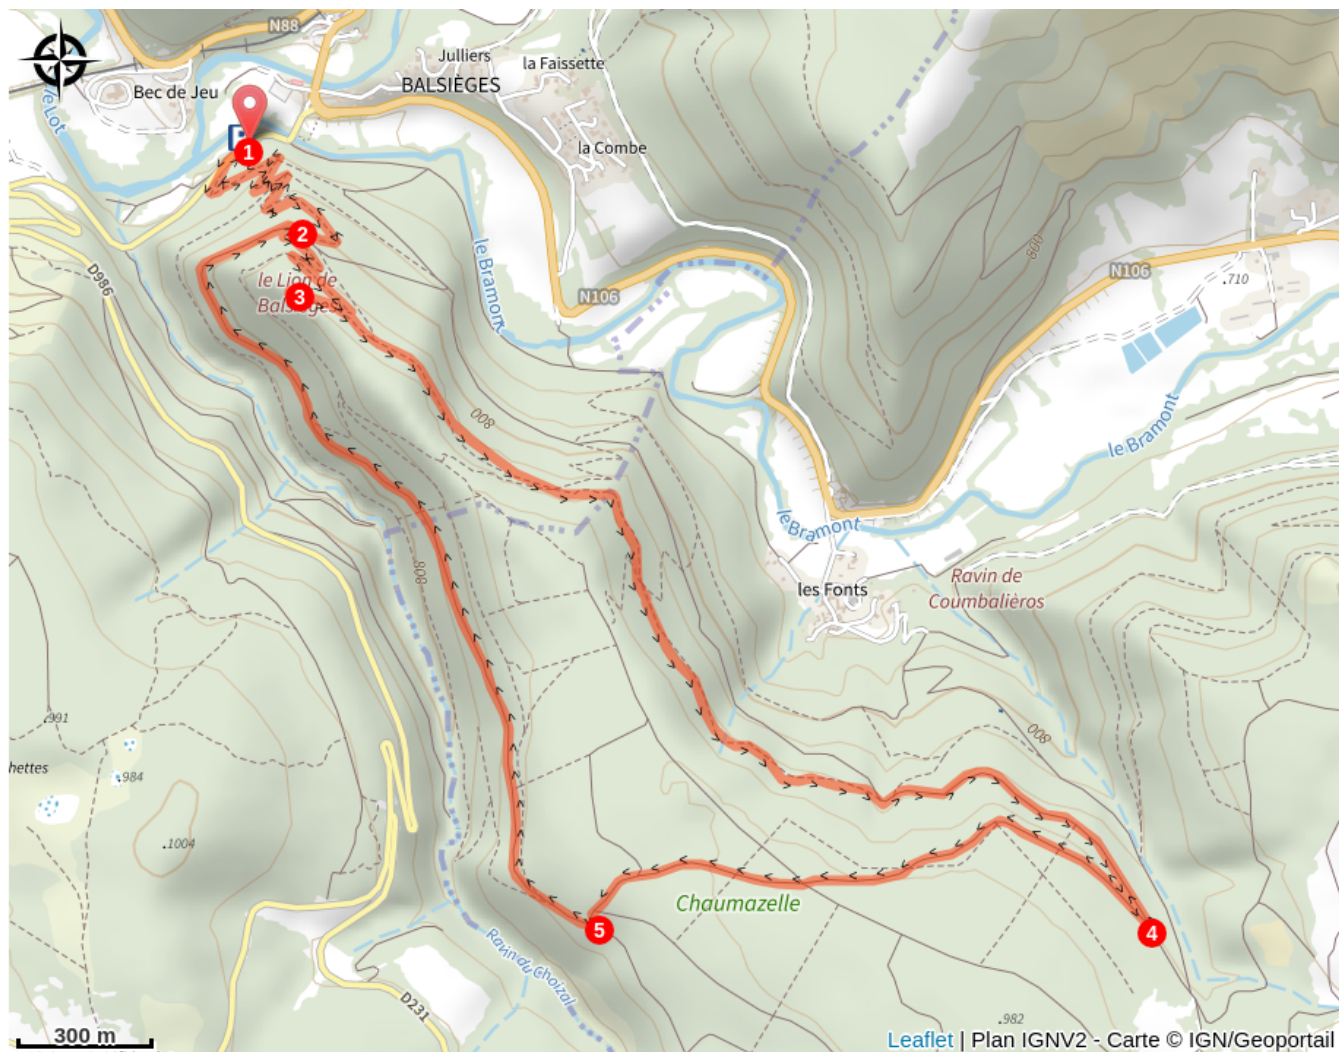 N88
Julliers
la Faissette
BALSIÈGES
Bec de Jeu
le Lot
1
la Combe
2
le Bramont
D986
le Lion de
Balsièges
3
N106
N106
.710
800
800
le Bramont
le Bramont
Ravin de
Coumbalièros
les Fonts
808
.991
hettes
.984
800
.1004
Chaumazelle
5
4
Ravin du Choizal
D231
.982
300 m
Leaflet | Plan IGNV2 - Carte © IGN/Geoportail